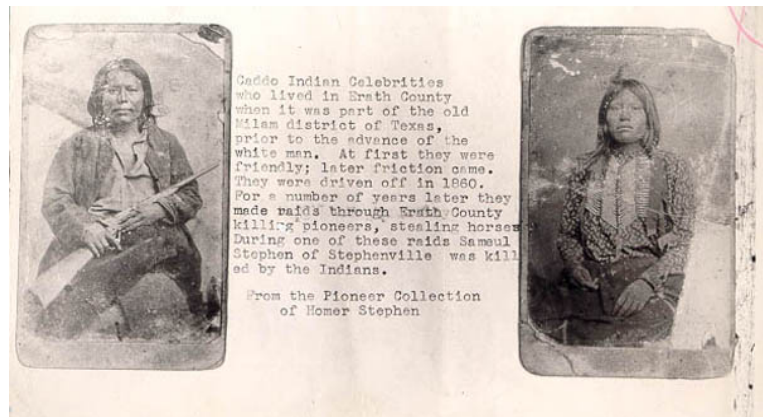 Caddo Indian Celebrities
who lived in Erath County
when it was part of the old
Milam district of Texas,
prior to the advance of the
white man. At first they were
friendly; later friction came.
They were driven off in 1860.
For a number of years later they
made raids through Erath County
killing pioneers, stealing horses
During one of these raids Sameul
Stephen of Stephenville was kill
ed by the Indians.
From the Pioneer Collection
of Homer Stephen